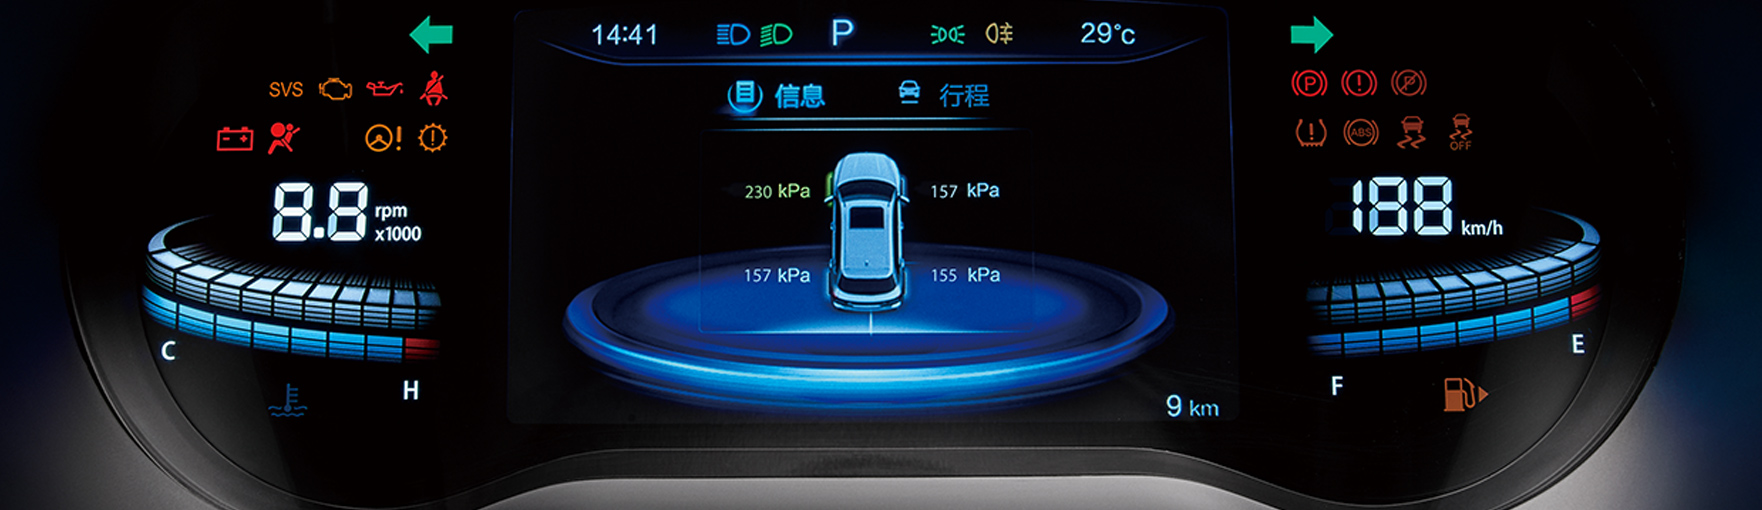 14:41 P 29°C
SVS
信息 行程
ABS
OFF
8.8 rpm x1000
230 kPa 157 kPa
188 km/h
157 kPa 155 kPa
C
H
E
F
9 km